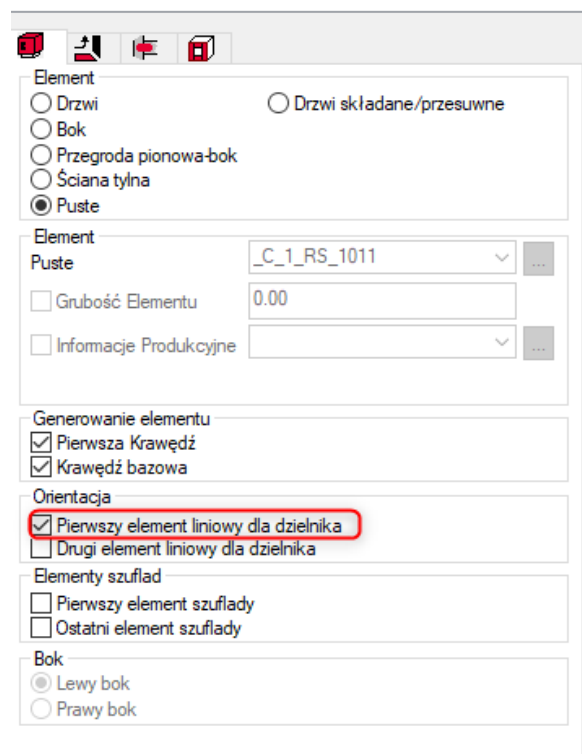 Element
Drzwi
Drzwi składane/przesuwne
Bok
Przegroda pionowa-bok
Ściana tylna
Puste
Element
Puste
_C_1_RS_1011
...
Grubość Elementu
0.00
Informacje Produkcyjne
...
Generowanie elementu
Pierwsza Krawędź
Krawędź bazowa
Orientacja
Pierwszy element liniowy dla dzielnika
Drugi element liniowy dla dzielnika
Elementy szuflad
Pierwszy element szuflady
Ostatni element szuflady
Bok
Lewy bok
Prawy bok